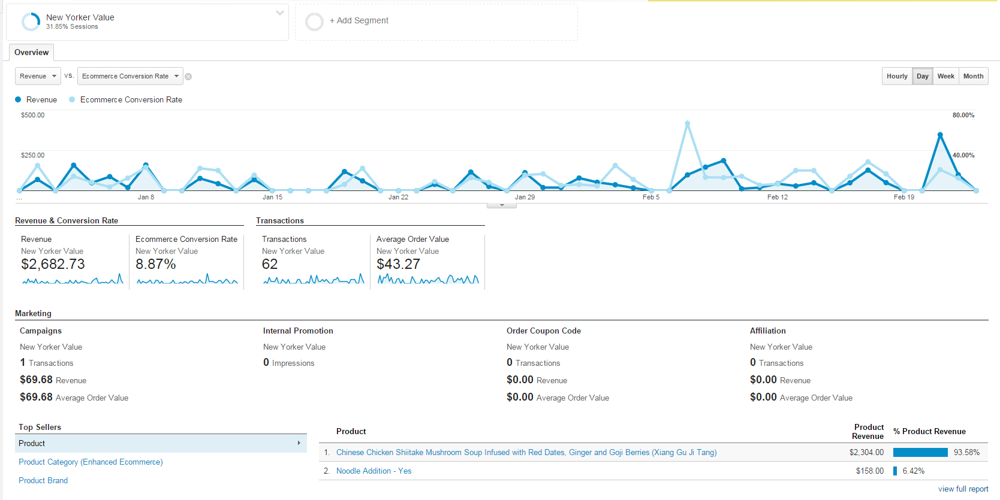 New Yorker Value
31.85% Sessions
+ Add Segment
Overview
Revenue vs. Ecommerce Conversion Rate
Hourly Day Week Month
Revenue Ecommerce Conversion Rate
$500.00 80.00%
$250.00 40.00%
... Jan 8 Jan 15 Jan 22 Jan 29 Feb 5 Feb 12 Feb 19
Revenue & Conversion Rate
Revenue
New Yorker Value
$2,682.73
Ecommerce Conversion Rate
New Yorker Value
8.87%
Transactions
Transactions
New Yorker Value
62
Average Order Value
New Yorker Value
$43.27
Marketing
Campaigns
New Yorker Value
1 Transactions
$69.68 Revenue
$69.68 Average Order Value
Internal Promotion
New Yorker Value
0 Impressions
Order Coupon Code
New Yorker Value
0 Transactions
$0.00 Revenue
$0.00 Average Order Value
Affiliation
New Yorker Value
0 Transactions
$0.00 Revenue
$0.00 Average Order Value
Top Sellers
Product
Product Category (Enhanced Ecommerce)
Product Brand
Product Product Revenue % Product Revenue
1. Chinese Chicken Shiitake Mushroom Soup Infused with Red Dates, Ginger and Goji Berries (Xiang Gu Ji Tang) $2,304.00 93.58%
2. Noodle Addition - Yes $158.00 6.42%
view full report